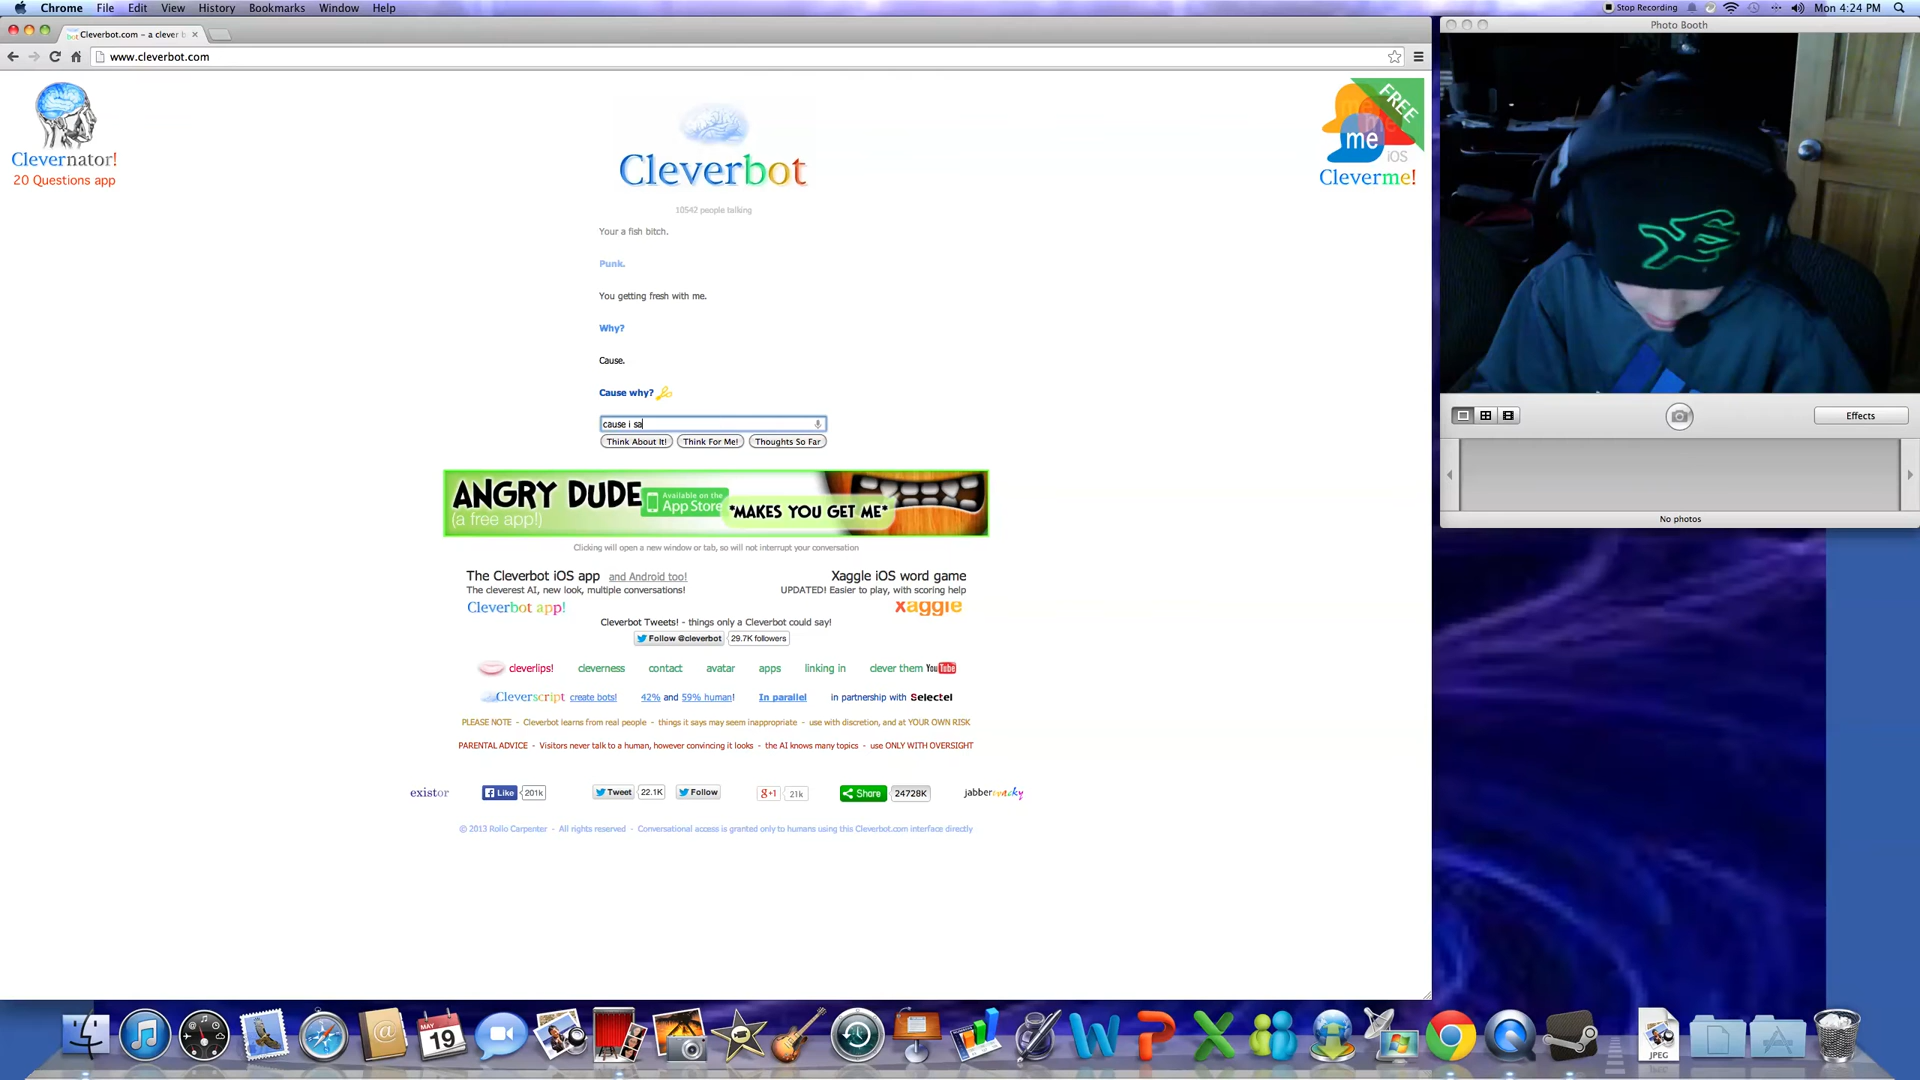 Chrome File Edit View History Bookmarks Window Help
Stop Recording
Mon 4:24 PM
Cleverbot.com - a clever b
www.cleverbot.com
Photo Booth
Clevernator!
20 Questions app
FREE
me
iOS
Cleverme!
Cleverbot
10542 people talking
Your a fish bitch.
Punk.
You getting fresh with me.
Why?
Cause.
Cause why?
cause i sa
Think About It! Think For Me! Thoughts So Far
Effects
No photos
ANGRY DUDE
(a free app!)
Available on the
App Store
*MAKES YOU GET ME*
Clicking will open a new window or tab, so will not interrupt your conversation
The Cleverbot iOS app and Android too!
The cleverest AI, new look, multiple conversations!
Cleverbot app!
Xaggle iOS word game
UPDATED! Easier to play, with scoring help
xaggle
Cleverbot Tweets! - things only a Cleverbot could say!
Follow @cleverbot 29.7K followers
cleverlips! cleverness contact avatar apps linking in clever them YouTube
Cleverscript create bots! 42% and 59% human! In parallel in partnership with Selectel
PLEASE NOTE - Cleverbot learns from real people - things it says may seem inappropriate - use with discretion, and at YOUR OWN RISK
PARENTAL ADVICE - Visitors never talk to a human, however convincing it looks - the AI knows many topics - use ONLY WITH OVERSIGHT
existor Like 201k Tweet 22.1K Follow g+1 21k Share 24728K jabberwacky
© 2013 Rollo Carpenter - All rights reserved - Conversational access is granted only to humans using this Cleverbot.com interface directly
MAY
19
JPEG